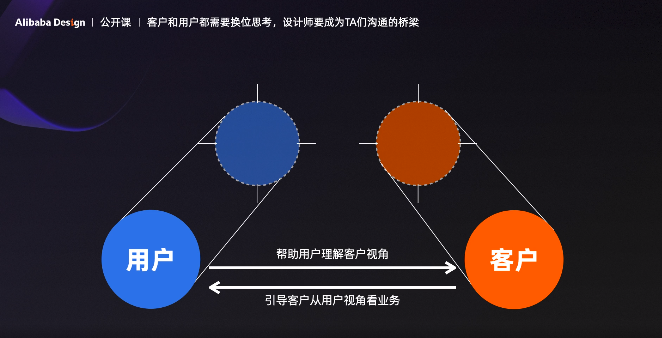 Alibaba Design | 公开课 | 客户和用户都需要换位思考，设计师要成为TA们沟通的桥梁
用户
客户
帮助用户理解客户视角
引导客户从用户视角看业务